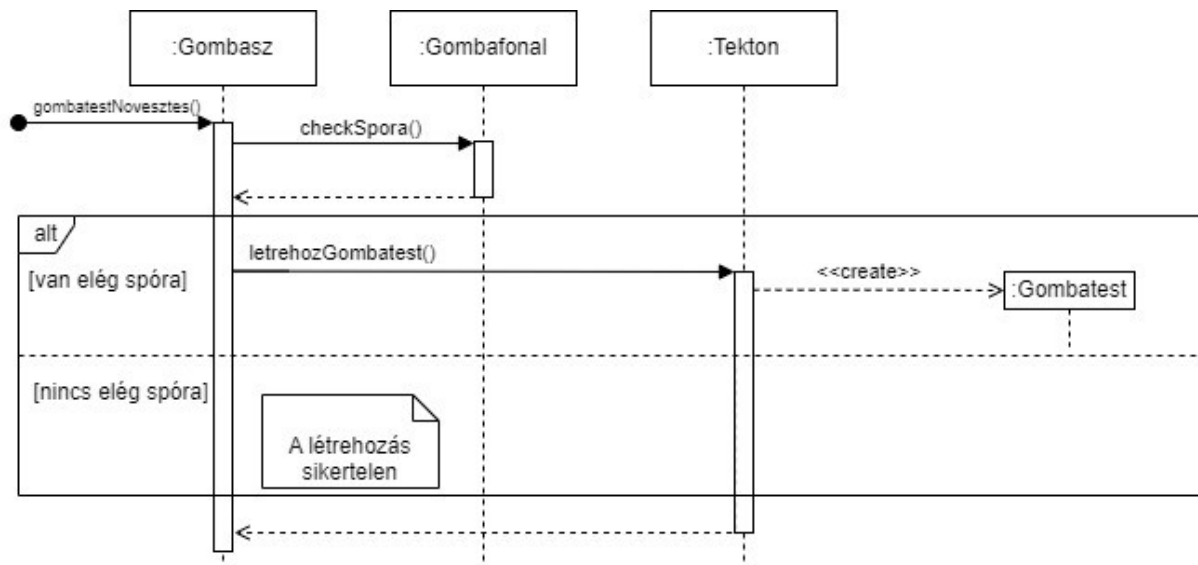 :Gombasz
:Gombafonal
:Tekton
gombatestNovesztes()
checkSpora()
alt
letrehozGombatest()
[van elég spóra]
<<create>>
:Gombatest
[nincs elég spóra]
A létrehozás
sikertelen